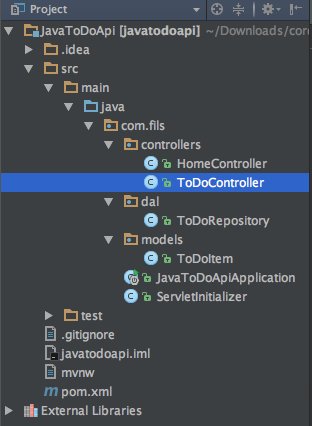 Project
JavaToDoApi [javatodoapi] ~/Downloads/cor
.idea
src
main
java
com.fils
controllers
HomeController
ToDoController
dal
ToDoRepository
models
ToDoItem
JavaToDoApiApplication
ServletInitializer
test
.gitignore
javatodoapi.iml
mvnw
pom.xml
External Libraries